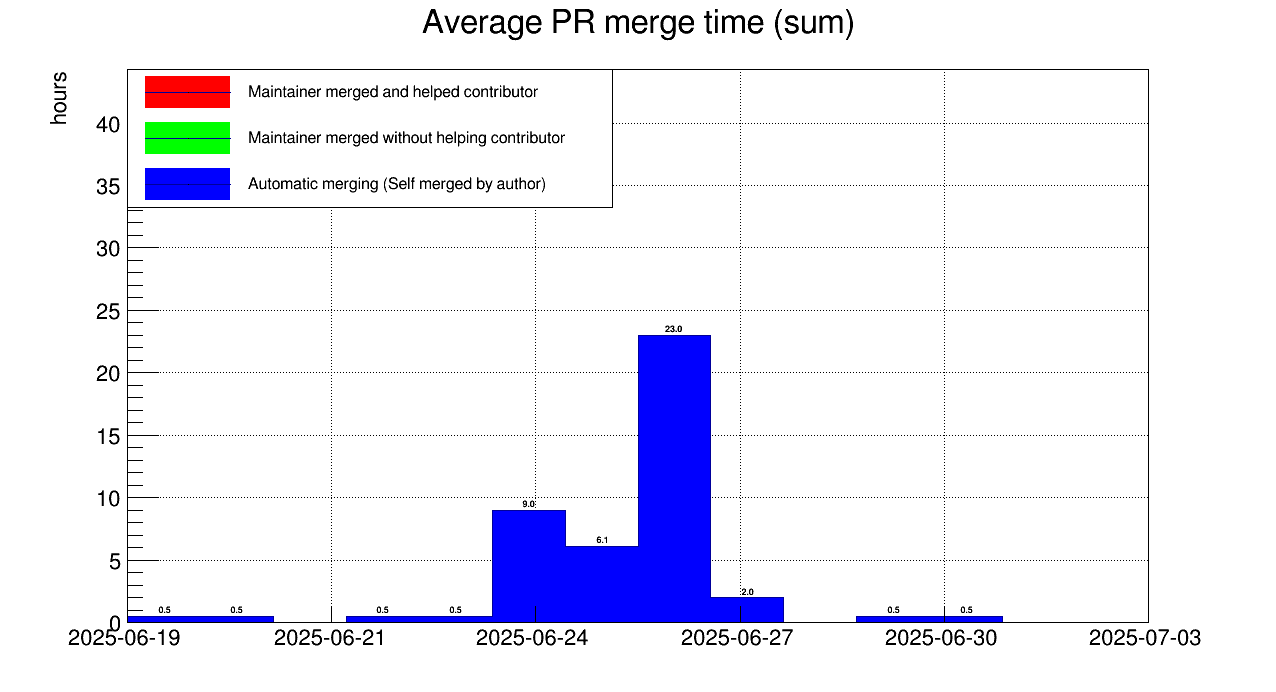 Average PR merge time (sum)
hours
Maintainer merged and helped contributor
Maintainer merged without helping contributor
Automatic merging (Self merged by author)
40
35
30
25
20
15
10
5
0
23.0
9.0
6.1
2.0
0.5 0.5 0.5 0.5 0.5 0.5
2025-06-19 2025-06-21 2025-06-24 2025-06-27 2025-06-30 2025-07-03